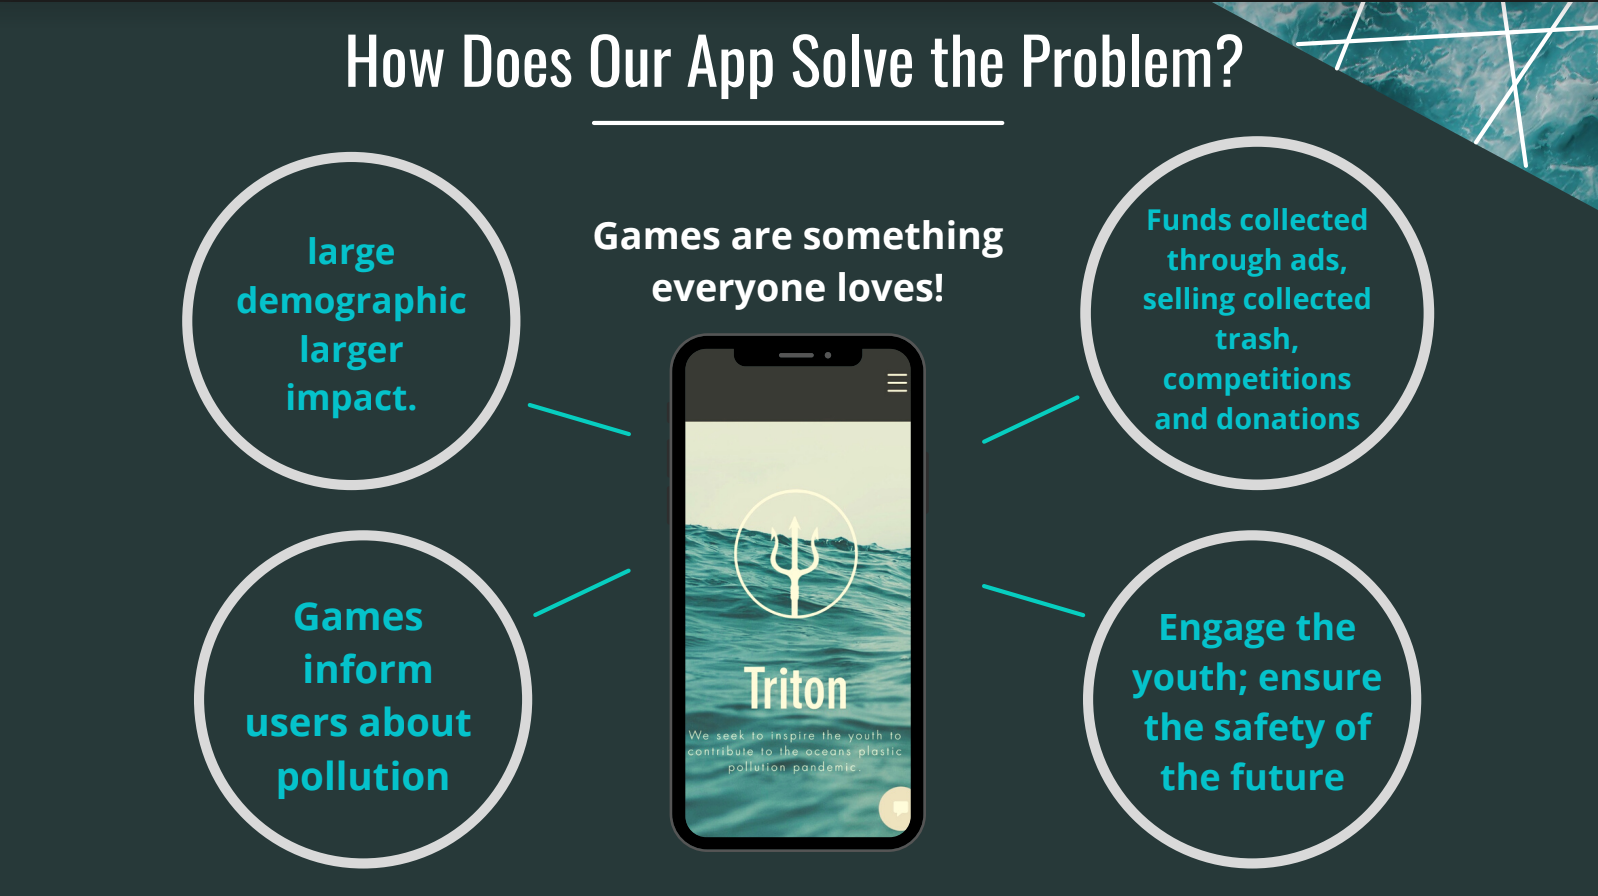 How Does Our App Solve the Problem?
Games are something
everyone loves!
large
demographic
larger
impact.
Funds collected
through ads,
selling collected
trash,
competitions
and donations
Games
inform
users about
pollution
Engage the
youth; ensure
the safety of
the future
Triton
We seek to inspire the youth to
contribute to the oceans plastic
pollution pandemic.